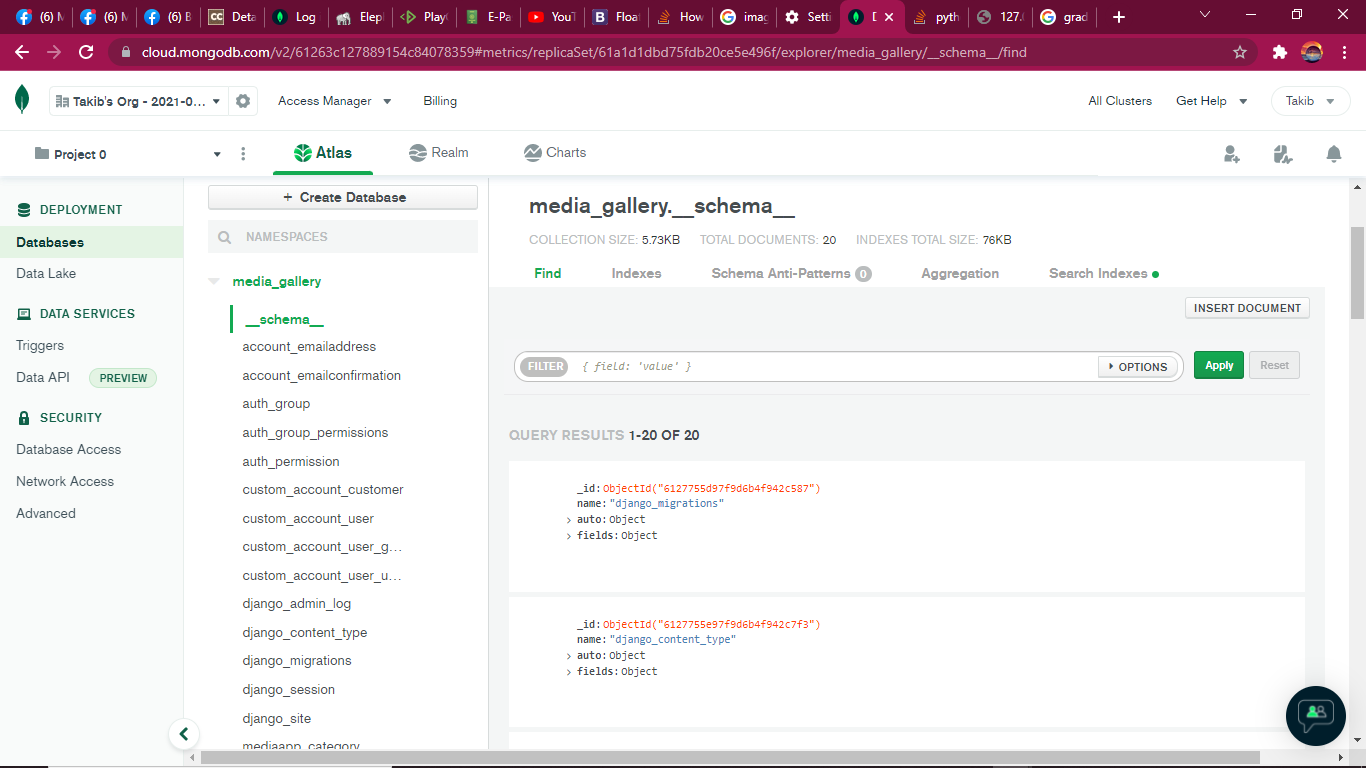 (6) M
(6) M
(6) B
Deta
Log
Elep
Play
E-Pa
YouT
Float
How
imag
Setti
D
pyth
127.
grad
cloud.mongodb.com/v2/61263c127889154c84078359#metrics/replicaSet/61a1d1dbd75fdb20ce5e496f/explorer/media_gallery/__schema__/find
Takib's Org - 2021-0...
Access Manager
Billing
All Clusters
Get Help
Takib
Project 0
Atlas
Realm
Charts
DEPLOYMENT
Databases
Data Lake
DATA SERVICES
Triggers
Data API PREVIEW
SECURITY
Database Access
Network Access
Advanced
+ Create Database
NAMESPACES
media_gallery
__schema__
account_emailaddress
account_emailconfirmation
auth_group
auth_group_permissions
auth_permission
custom_account_customer
custom_account_user
custom_account_user_g...
custom_account_user_u...
django_admin_log
django_content_type
django_migrations
django_session
django_site
mediaapp_category
media_gallery.__schema__
COLLECTION SIZE: 5.73KB TOTAL DOCUMENTS: 20 INDEXES TOTAL SIZE: 76KB
Find Indexes Schema Anti-Patterns 0 Aggregation Search Indexes
INSERT DOCUMENT
FILTER { field: 'value' } OPTIONS Apply Reset
QUERY RESULTS 1-20 OF 20
_id:ObjectId("6127755d97f9d6b4f942c587")
name:"django_migrations"
auto:Object
fields:Object
_id:ObjectId("6127755e97f9d6b4f942c7f3")
name:"django_content_type"
auto:Object
fields:Object